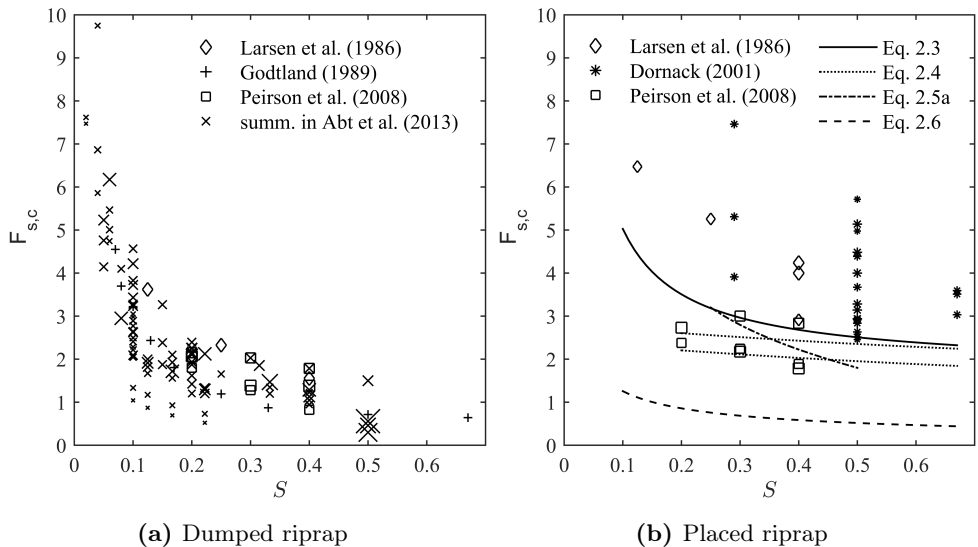 10
9
8
7
6
5
4
3
2
1
0
F s,c
Larsen et al. (1986)
Godtland (1989)
Peirson et al. (2008)
summ. in Abt et al. (2013)
0 0.1 0.2 0.3 0.4 0.5 0.6
S
(a) Dumped riprap
10
9
8
7
6
5
4
3
2
1
0
F s,c
Larsen et al. (1986)
Dornack (2001)
Peirson et al. (2008)
Eq. 2.3
Eq. 2.4
Eq. 2.5a
Eq. 2.6
0 0.1 0.2 0.3 0.4 0.5 0.6
S
(b) Placed riprap